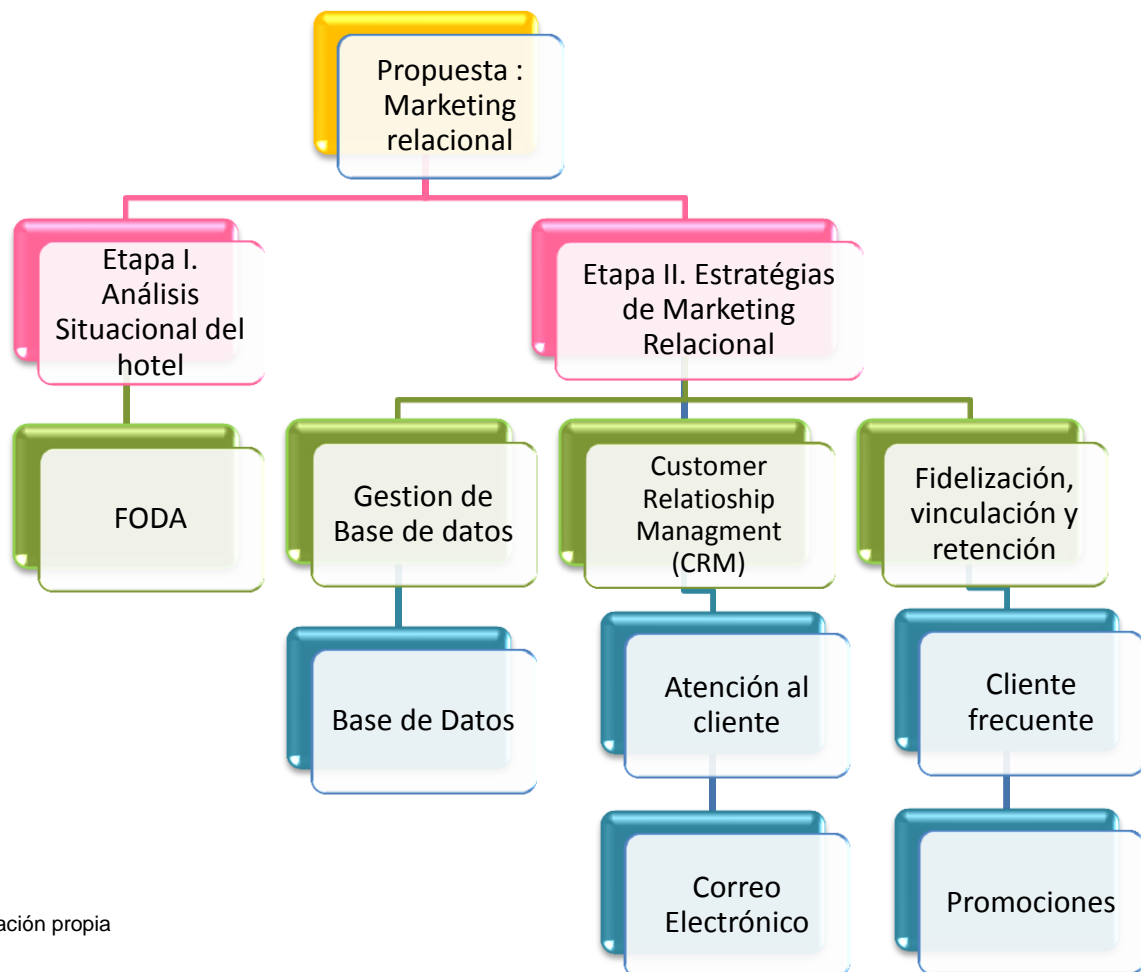 Propuesta :
Marketing
relacional
Etapa I.
Análisis
Situacional del
hotel
Etapa II. Estratégias
de Marketing
Relacional
FODA
Gestion de
Base de datos
Customer
Relatioship
Managment
(CRM)
Fidelización,
vinculación y
retención
Base de Datos
Atención al
cliente
Cliente
frecuente
Correo
Electrónico
Promociones
ación propia